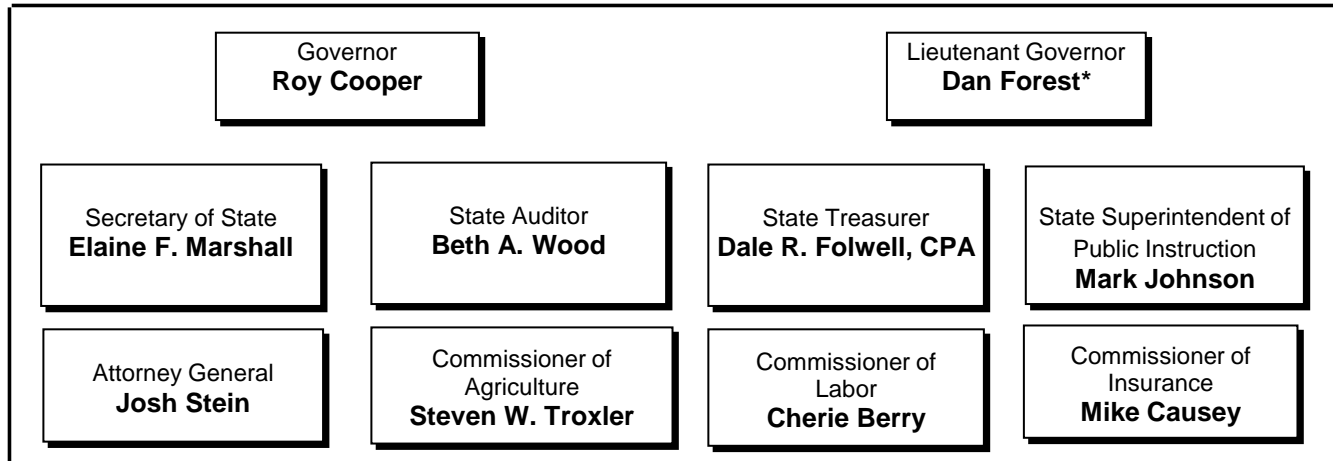 Governor
Roy Cooper
Lieutenant Governor
Dan Forest*
Secretary of State
Elaine F. Marshall
State Auditor
Beth A. Wood
State Treasurer
Dale R. Folwell, CPA
State Superintendent of
Public Instruction
Mark Johnson
Attorney General
Josh Stein
Commissioner of
Agriculture
Steven W. Troxler
Commissioner of
Labor
Cherie Berry
Commissioner of
Insurance
Mike Causey